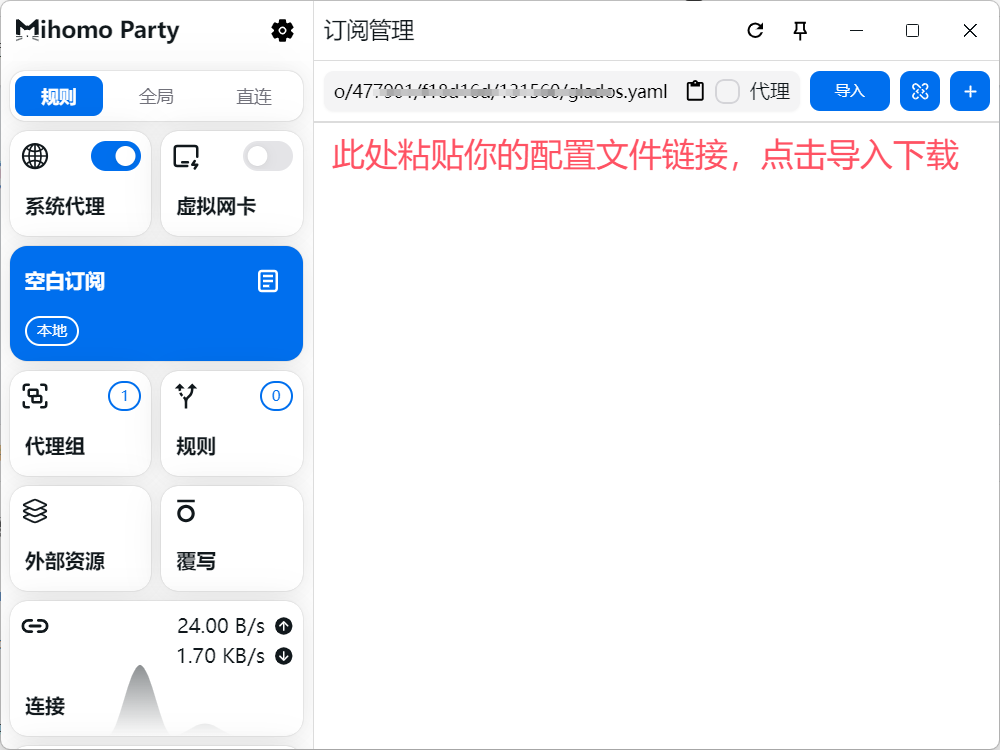 Mihomo Party
订阅管理
规则
全局
直连
glados.yaml
代理
导入
此处粘贴你的配置文件链接，点击导入下载
系统代理
虚拟网卡
空白订阅
本地
1
0
代理组
规则
外部资源
覆写
24.00 B/s
1.70 KB/s
连接